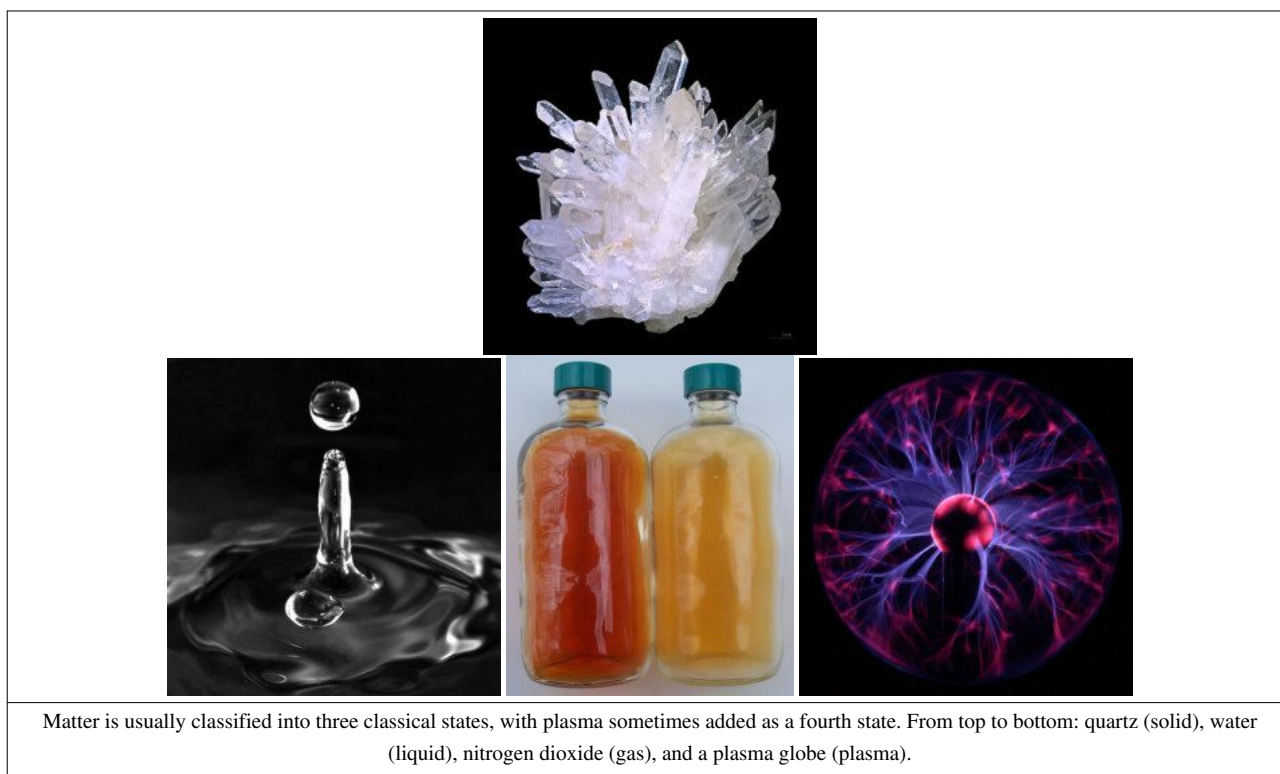 Matter is usually classified into three classical states, with plasma sometimes added as a fourth state. From top to bottom: quartz (solid), water
(liquid), nitrogen dioxide (gas), and a plasma globe (plasma).